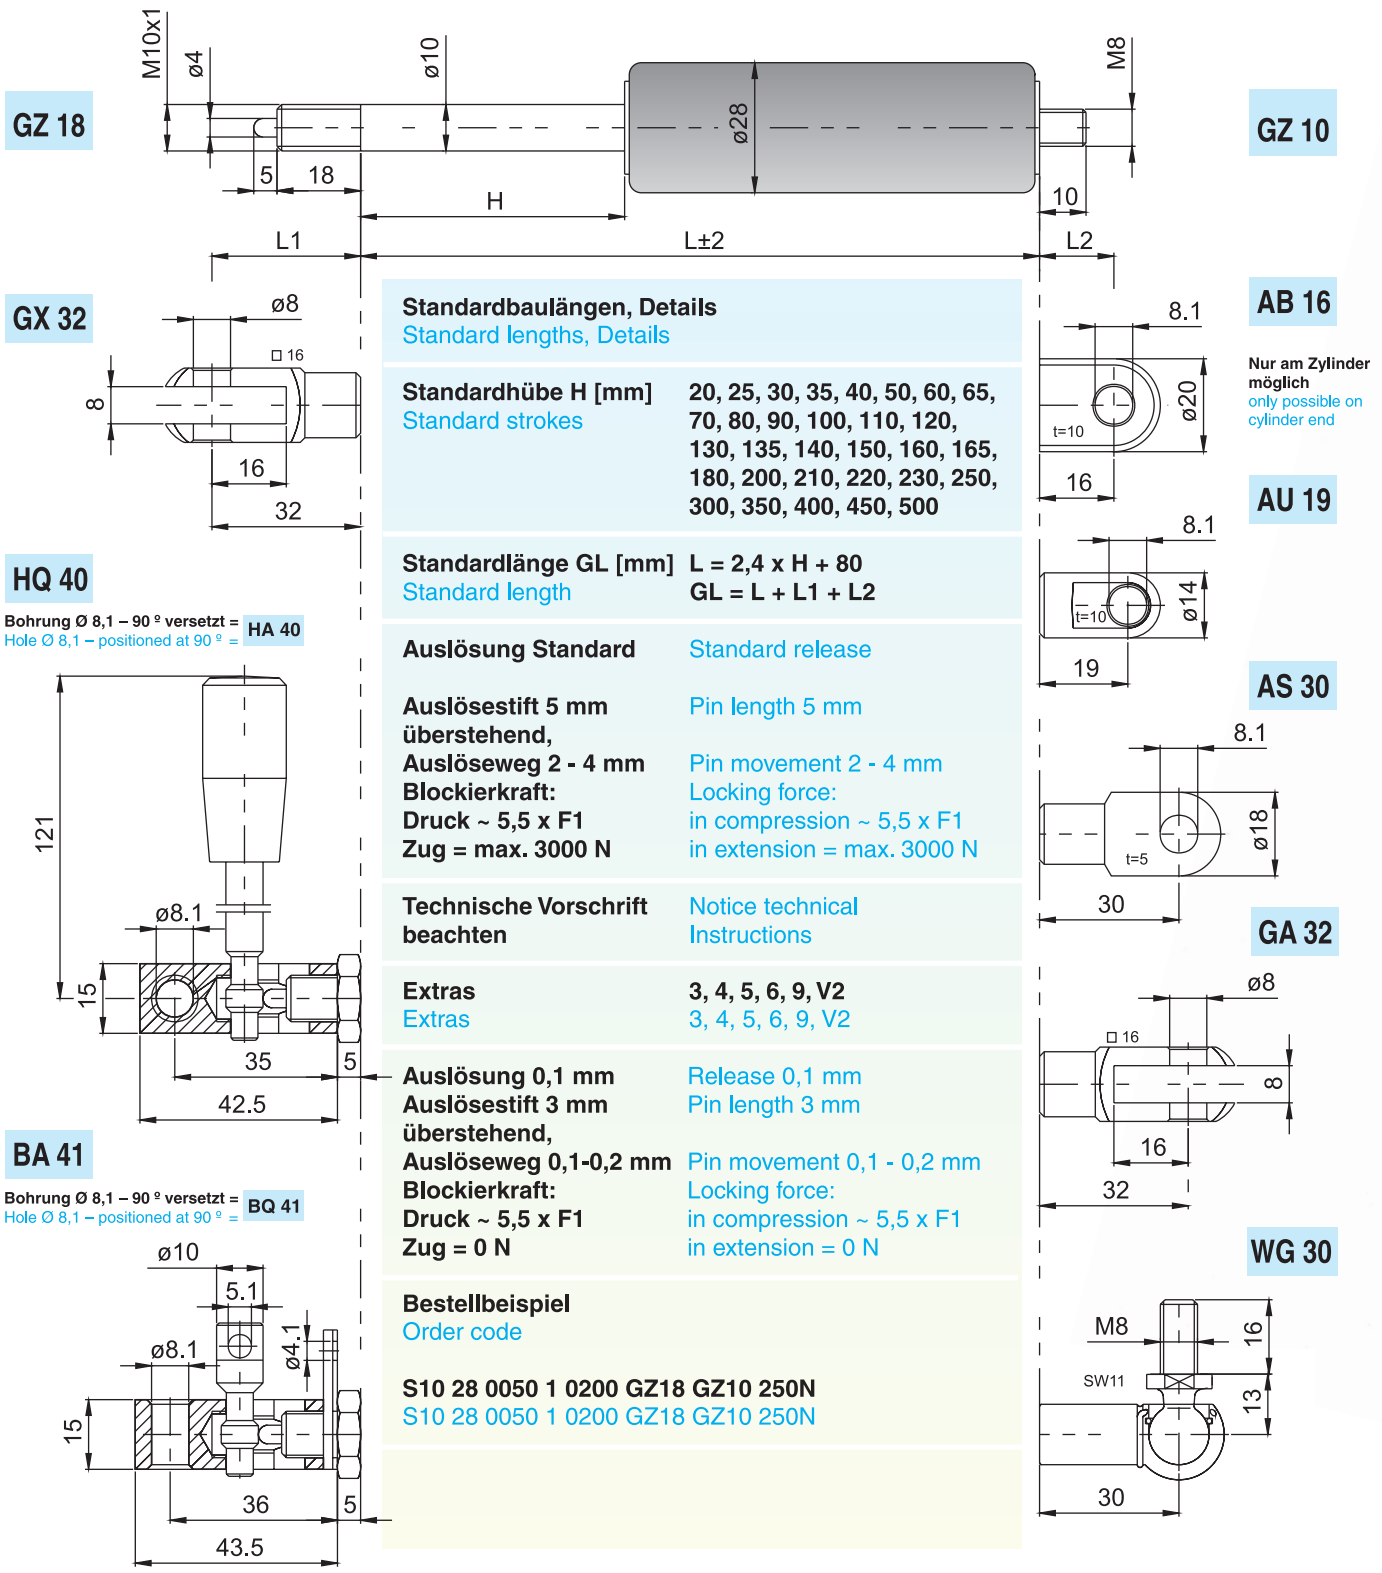 M10x1
ø4
ø10
ø28
M8
GZ 18
GZ 10
5
18
H
10
L1
L±2
L2
GX 32
ø8
□ 16
8
16
32
Standardbaulängen, Details
Standard lengths, Details
Standardhübe H [mm] 20, 25, 30, 35, 40, 50, 60, 65,
Standard strokes 70, 80, 90, 100, 110, 120,
130, 135, 140, 150, 160, 165,
180, 200, 210, 220, 230, 250,
300, 350, 400, 450, 500
Standardlänge GL [mm] L = 2,4 x H + 80
Standard length GL = L + L1 + L2
Auslösung Standard Standard release
Auslösestift 5 mm Pin length 5 mm
überstehend,
Auslöseweg 2 - 4 mm Pin movement 2 - 4 mm
Blockierkraft: Locking force:
Druck ~ 5,5 x F1 in compression ~ 5,5 x F1
Zug = max. 3000 N in extension = max. 3000 N
Technische Vorschrift Notice technical
beachten Instructions
Extras 3, 4, 5, 6, 9, V2
Extras 3, 4, 5, 6, 9, V2
Auslösung 0,1 mm Release 0,1 mm
Auslösestift 3 mm Pin length 3 mm
überstehend,
Auslöseweg 0,1-0,2 mm Pin movement 0,1 - 0,2 mm
Blockierkraft: Locking force:
Druck ~ 5,5 x F1 in compression ~ 5,5 x F1
Zug = 0 N in extension = 0 N
Bestellbeispiel
Order code
S10 28 0050 1 0200 GZ18 GZ10 250N
S10 28 0050 1 0200 GZ18 GZ10 250N
HQ 40
Bohrung Ø 8,1 – 90 º versetzt = HA 40
Hole Ø 8,1 – positioned at 90 º =
121
ø8.1
15
35
5
42.5
BA 41
Bohrung Ø 8,1 – 90 º versetzt = BQ 41
Hole Ø 8,1 – positioned at 90 º =
ø10
5.1
ø4.1
ø8.1
15
36
5
43.5
AB 16
Nur am Zylinder
möglich
only possible on
cylinder end
8.1
ø20
t=10
16
AU 19
8.1
ø14
t=10
19
AS 30
8.1
ø18
t=5
30
GA 32
ø8
□ 16
8
16
32
WG 30
M8
16
SW11
13
30